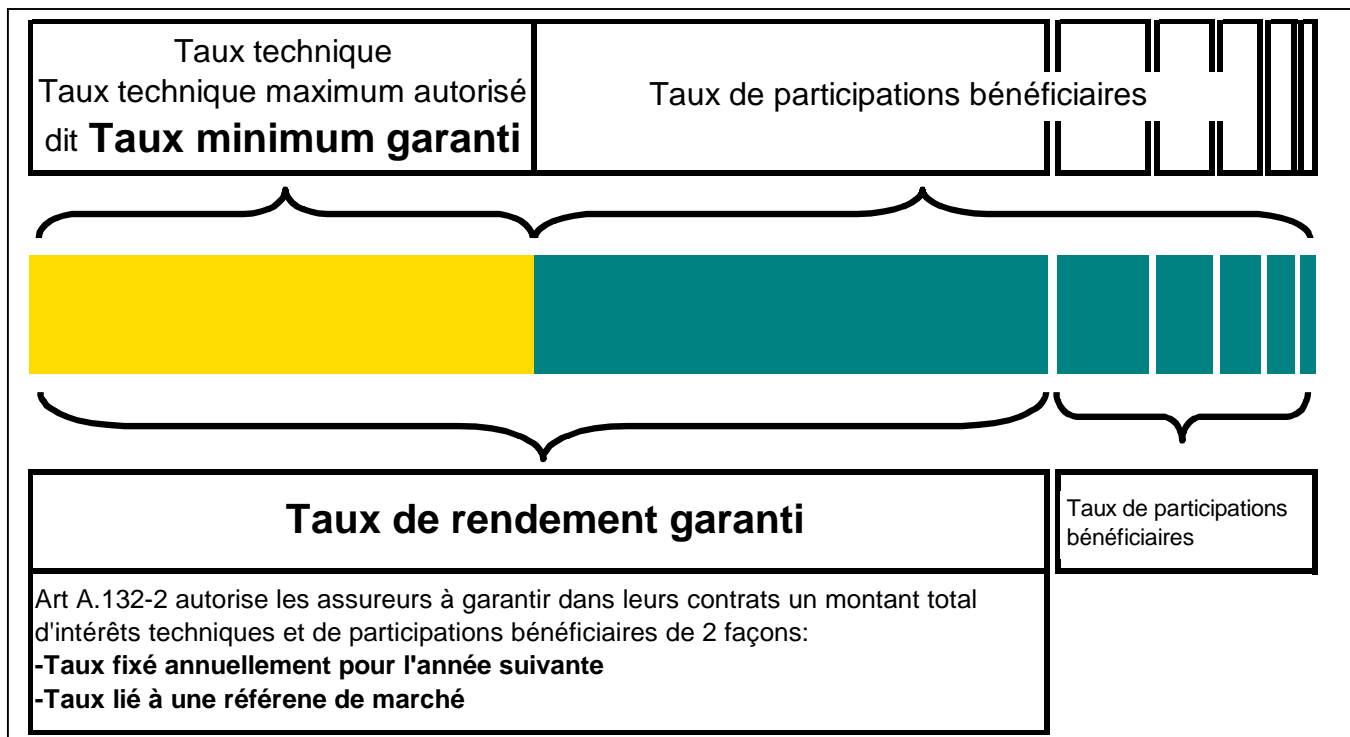 Taux technique
Taux technique maximum autorisé
dit Taux minimum garanti
Taux de participations bénéficiaires
Taux de rendement garanti
Taux de participations
bénéficiaires
Art A.132-2 autorise les assureurs à garantir dans leurs contrats un montant total
d'intérêts techniques et de participations bénéficiaires de 2 façons:
-Taux fixé annuellement pour l'année suivante
-Taux lié à une référene de marché